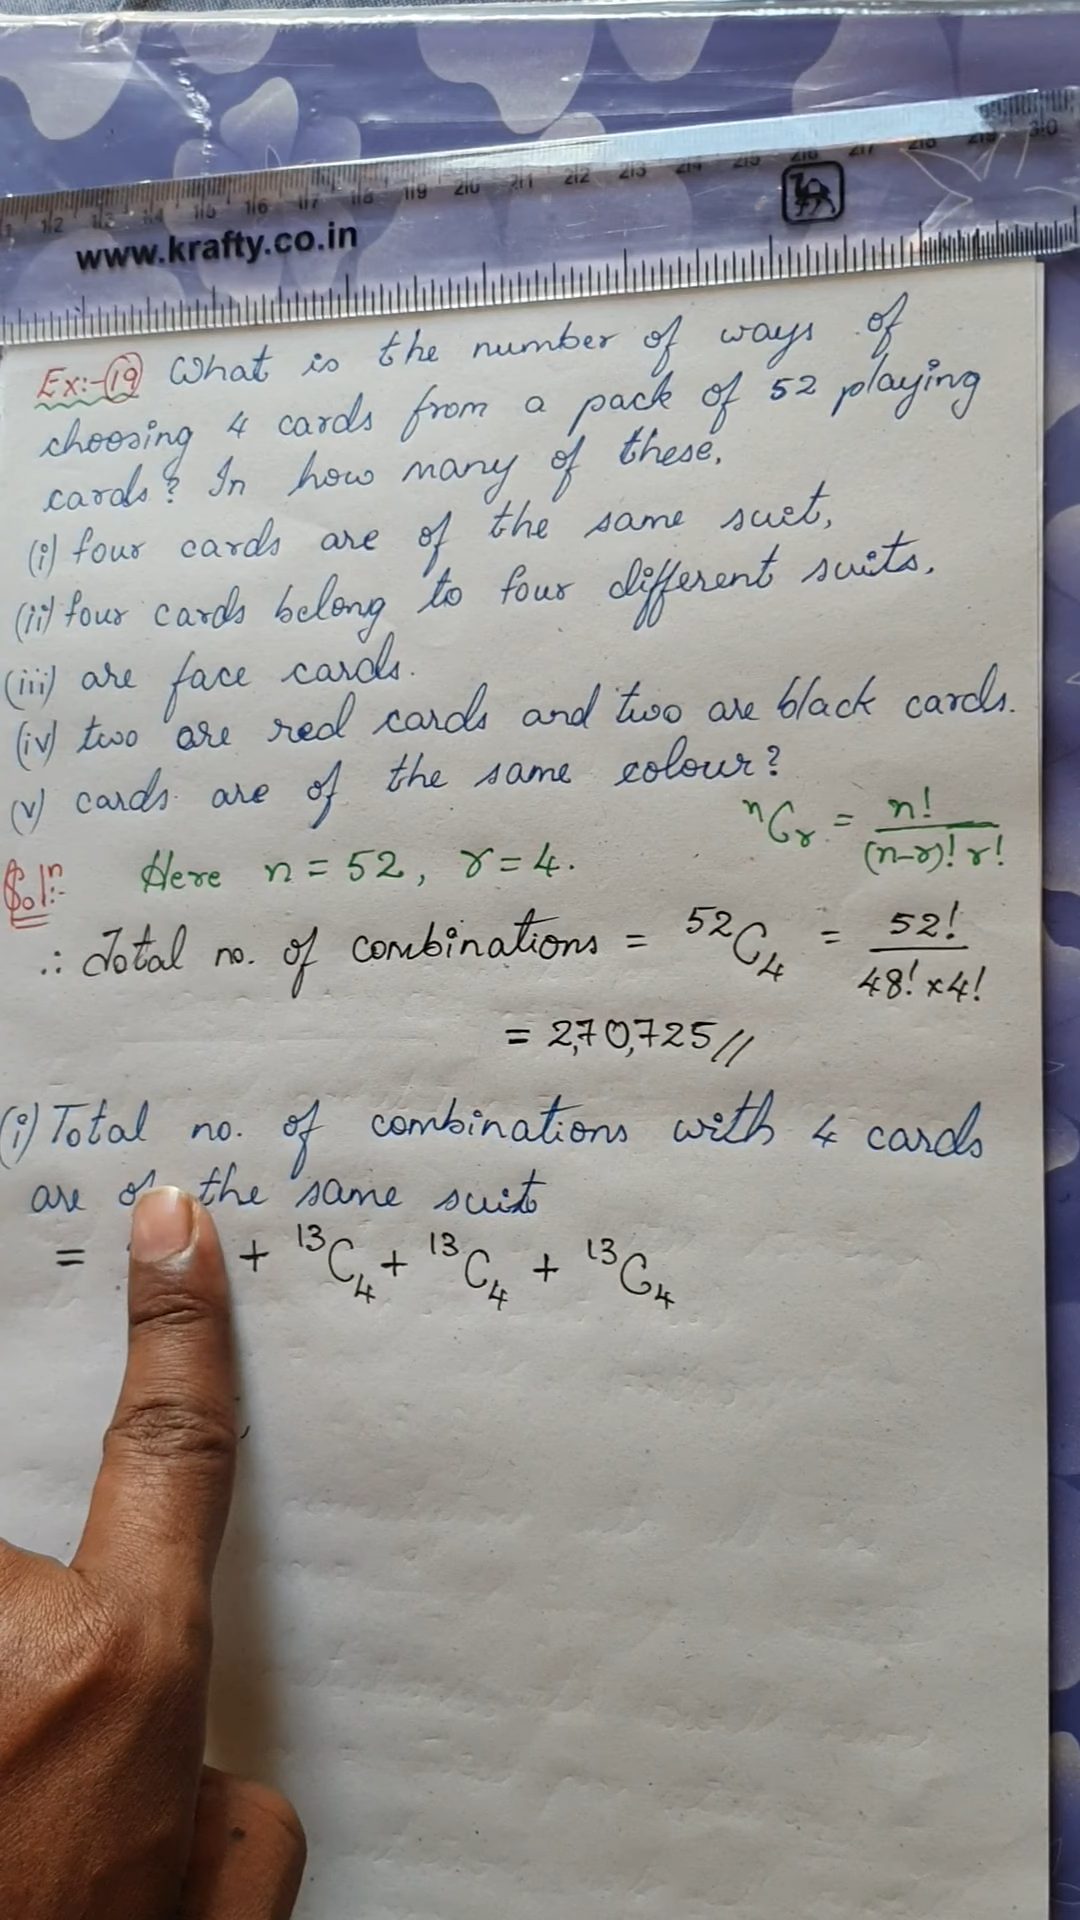 www.krafty.co.in
Ex:-(19) What is the number of ways of
choosing 4 cards from a pack of 52 playing
cards? In how many of these,
(i) four cards are of the same suit,
(ii) four cards belong to four different suits,
(iii) are face cards.
(iv) two are red cards and two are black cards.
(v) cards are of the same colour?
ⁿCᵣ = n! / (n-r)! r!
Solⁿ:- Here n = 52, r = 4.
∴ Total no. of combinations = ⁵²C₄ = 52! / 48! × 4!
= 2,70,725//
(i) Total no. of combinations with 4 cards
are of the same suit
= + ¹³C₄ + ¹³C₄ + ¹³C₄